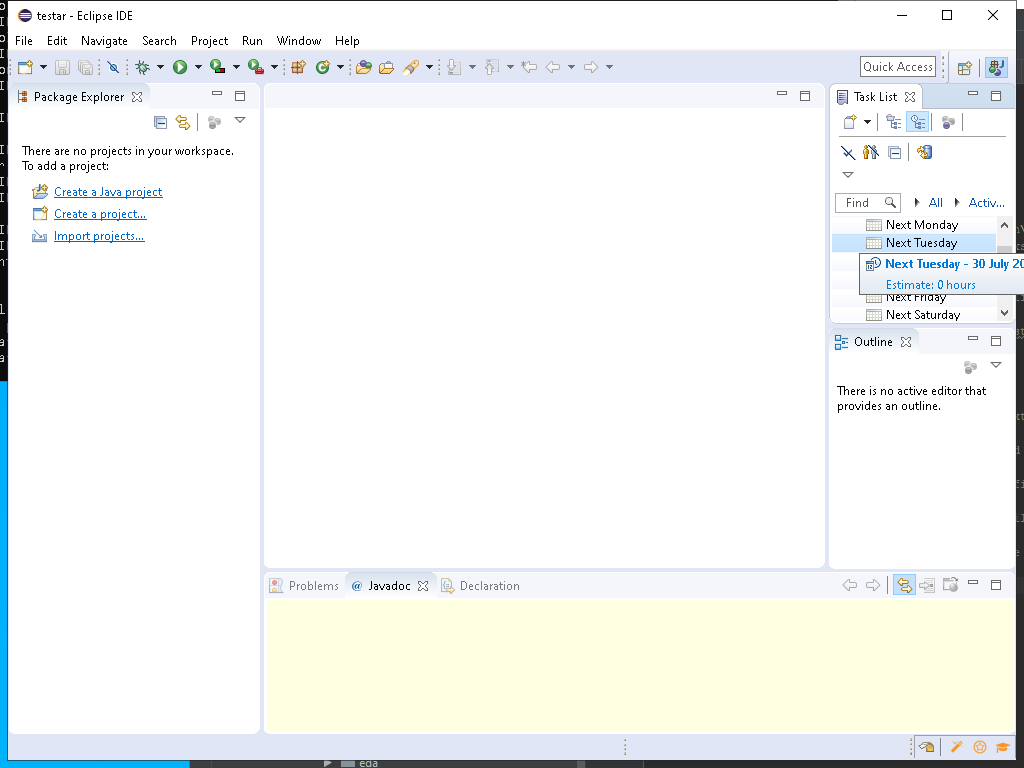 testar - Eclipse IDE
File Edit Navigate Search Project Run Window Help
Quick Access
Package Explorer
There are no projects in your workspace.
To add a project:
Create a Java project
Create a project...
Import projects...
Task List
Find
All
Activ...
Next Monday
Next Tuesday
Next Tuesday - 30 July 20
Estimate: 0 hours
Next Friday
Next Saturday
Outline
There is no active editor that
provides an outline.
Problems
@ Javadoc
Declaration
eda